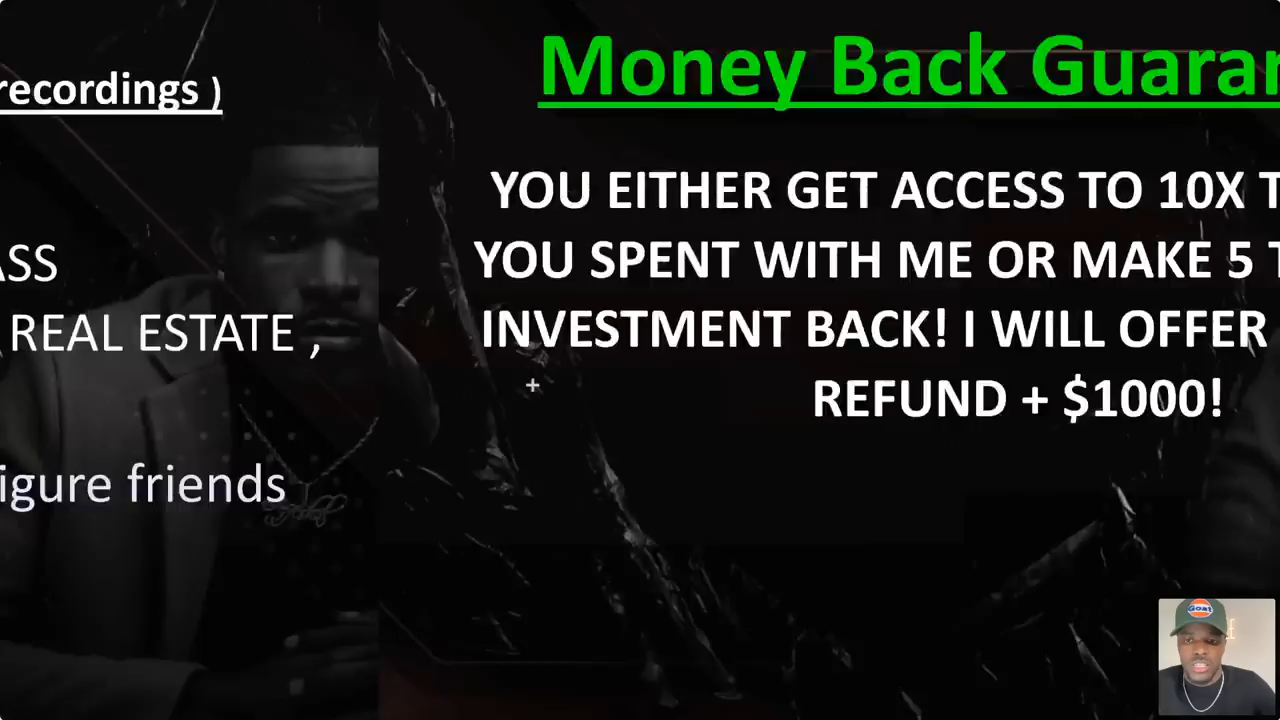 recordings )
ASS
REAL ESTATE ,
igure friends
Money Back Guaran
YOU EITHER GET ACCESS TO 10X T
YOU SPENT WITH ME OR MAKE 5 T
INVESTMENT BACK! I WILL OFFER
REFUND + $1000!
Goat